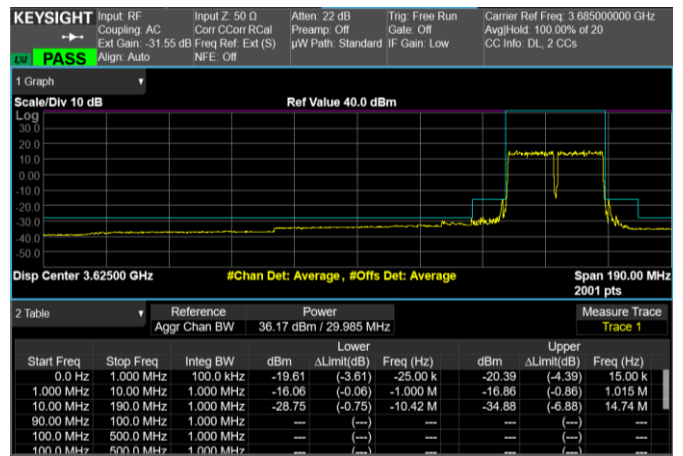 KEYSIGHT Input: RF Input Z: 50 Ω Atten: 22 dB Trig: Free Run Carrier Ref Freq: 3.685000000 GHz
Coupling: AC Corr CCorr RCal Preamp: Off Gate: Off Avg|Hold: 100.00% of 20
Ext Gain: -31.55 dB Freq Ref: Ext (S) µW Path: Standard IF Gain: Low CC Info: DL, 2 CCs
LXI PASS Align: Auto NFE: Off
1 Graph
Scale/Div 10 dB Ref Value 40.0 dBm
Log
30.0
20.0
10.0
0.00
-10.0
-20.0
-30.0
-40.0
-50.0
Disp Center 3.62500 GHz #Chan Det: Average, #Offs Det: Average Span 190.00 MHz
2001 pts
2 Table Reference Power Measure Trace
Aggr Chan BW 36.17 dBm / 29.985 MHz Trace 1
Lower Upper
Start Freq Stop Freq Integ BW dBm ΔLimit(dB) Freq (Hz) dBm ΔLimit(dB) Freq (Hz)
0.0 Hz 1.000 MHz 100.0 kHz -19.61 (-3.61) -25.00 k -20.39 (-4.39) 15.00 k
1.000 MHz 10.00 MHz 1.000 MHz -16.06 (-0.06) -1.000 M -16.86 (-0.86) 1.015 M
10.00 MHz 190.0 MHz 1.000 MHz -28.75 (-0.75) -10.42 M -34.88 (-6.88) 14.74 M
90.00 MHz 100.0 MHz 1.000 MHz --- (---) --- --- (---) ---
100.0 MHz 500.0 MHz 1.000 MHz --- (---) --- --- (---) ---
100.0 MHz 500.0 MHz 1.000 MHz --- (---) --- --- (---) ---